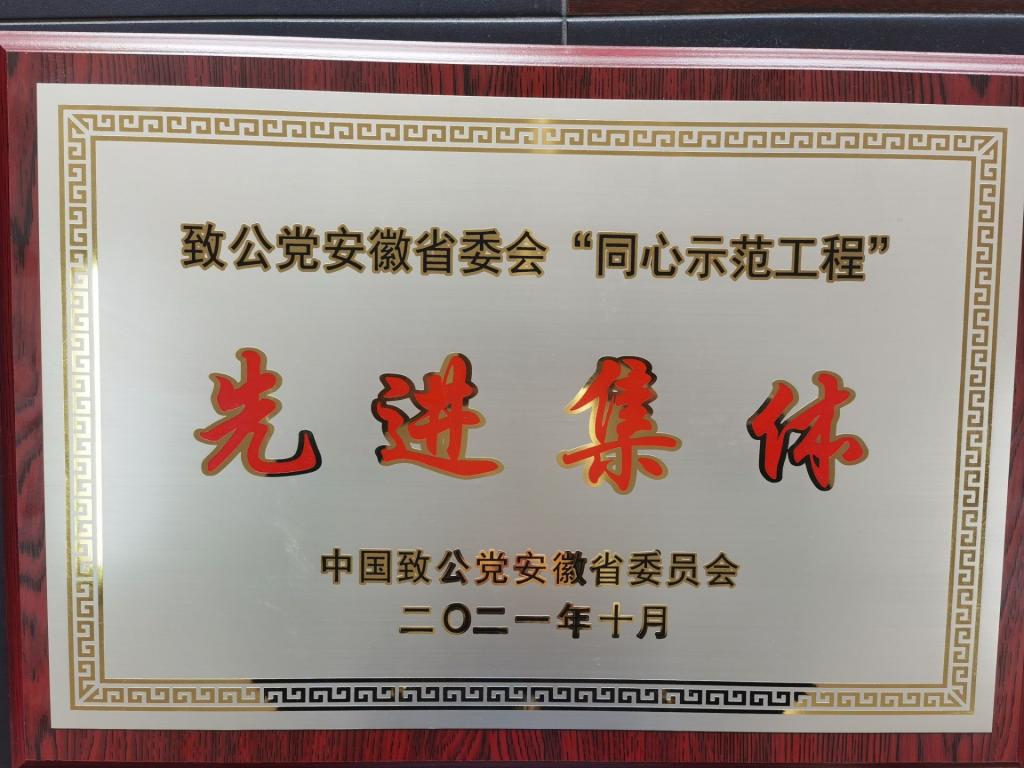 致公党安徽省委会“同心示范工程”
先进集体
中国致公党安徽省委员会
二〇二一年十月